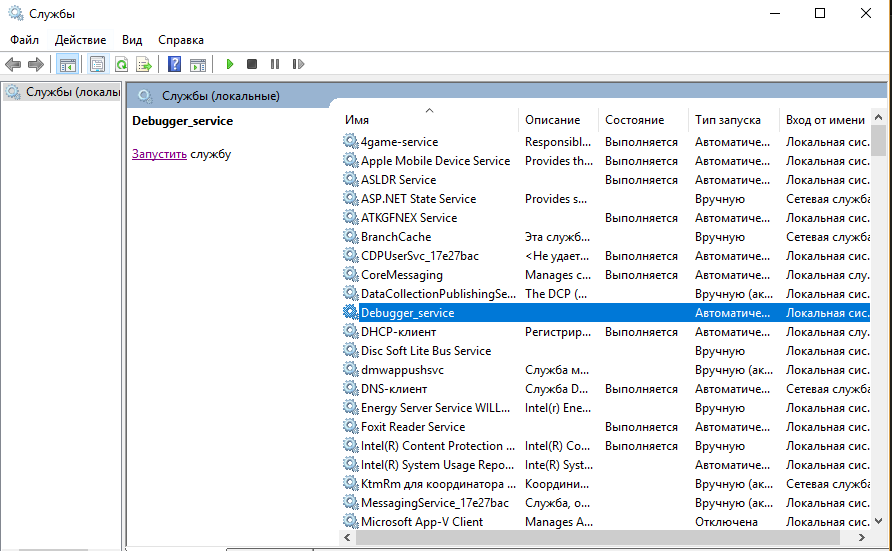 Службы
Файл Действие Вид Справка
Службы (локалы
Службы (локальные)
Debugger_service
Запустить службу
Имя Описание Состояние Тип запуска Вход от имени
4game-service Responsibl... Выполняется Автоматиче... Локальная сис...
Apple Mobile Device Service Provides th... Выполняется Автоматиче... Локальная сис...
ASLDR Service Выполняется Автоматиче... Локальная сис...
ASP.NET State Service Provides s... Вручную Сетевая служба
ATKGFNEX Service Выполняется Автоматиче... Локальная сис...
BranchCache Эта служб... Вручную Сетевая служба
CDPUserSvc_17e27bac <Не удает... Выполняется Автоматиче... Локальная сис...
CoreMessaging Manages c... Выполняется Автоматиче... Локальная слу...
DataCollectionPublishingSe... The DCP (... Вручную (ак... Локальная сис...
Debugger_service Автоматиче... Локальная сис...
DHCP-клиент Регистрир... Выполняется Автоматиче... Локальная слу...
Disc Soft Lite Bus Service Вручную Локальная сис...
dmwappushsvc Служба м... Вручную (ак... Локальная сис...
DNS-клиент Служба D... Выполняется Автоматиче... Сетевая служба
Energy Server Service WILL... Intel(r) Ene... Вручную Локальная сис...
Foxit Reader Service Выполняется Автоматиче... Локальная сис...
Intel(R) Content Protection ... Intel(R) Co... Выполняется Вручную Локальная сис...
Intel(R) System Usage Repo... Inte(R) Syst... Автоматиче... Локальная сис...
KtmRm для координатора ... Координи... Вручную (ак... Сетевая служба
MessagingService_17e27bac Служба, о... Вручную (ак... Локальная сис...
Microsoft App-V Client Manages A... Отключена Локальная сис...